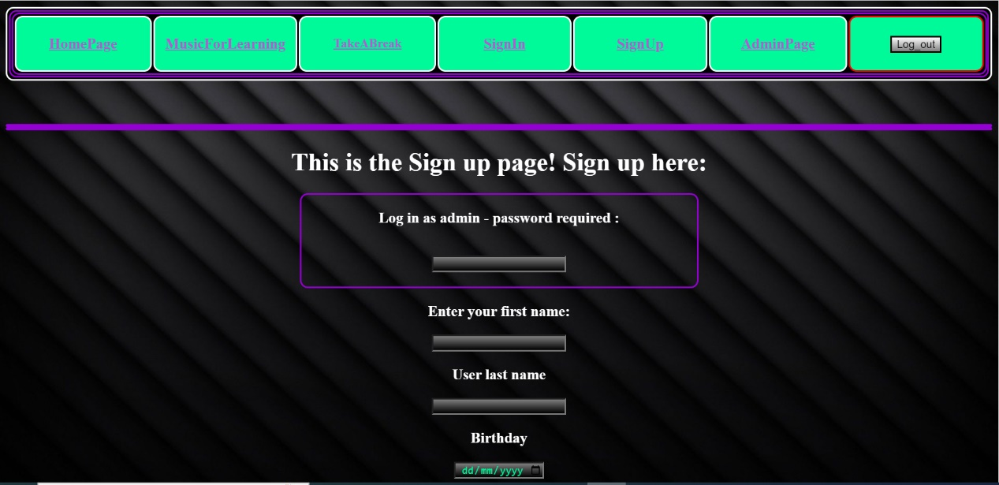 HomePage MusicForLearning TakeABreak SignIn SignUp AdminPage Log_out
This is the Sign up page! Sign up here:
Log in as admin - password required :
Enter your first name:
User last name
Birthday
dd/mm/yyyy